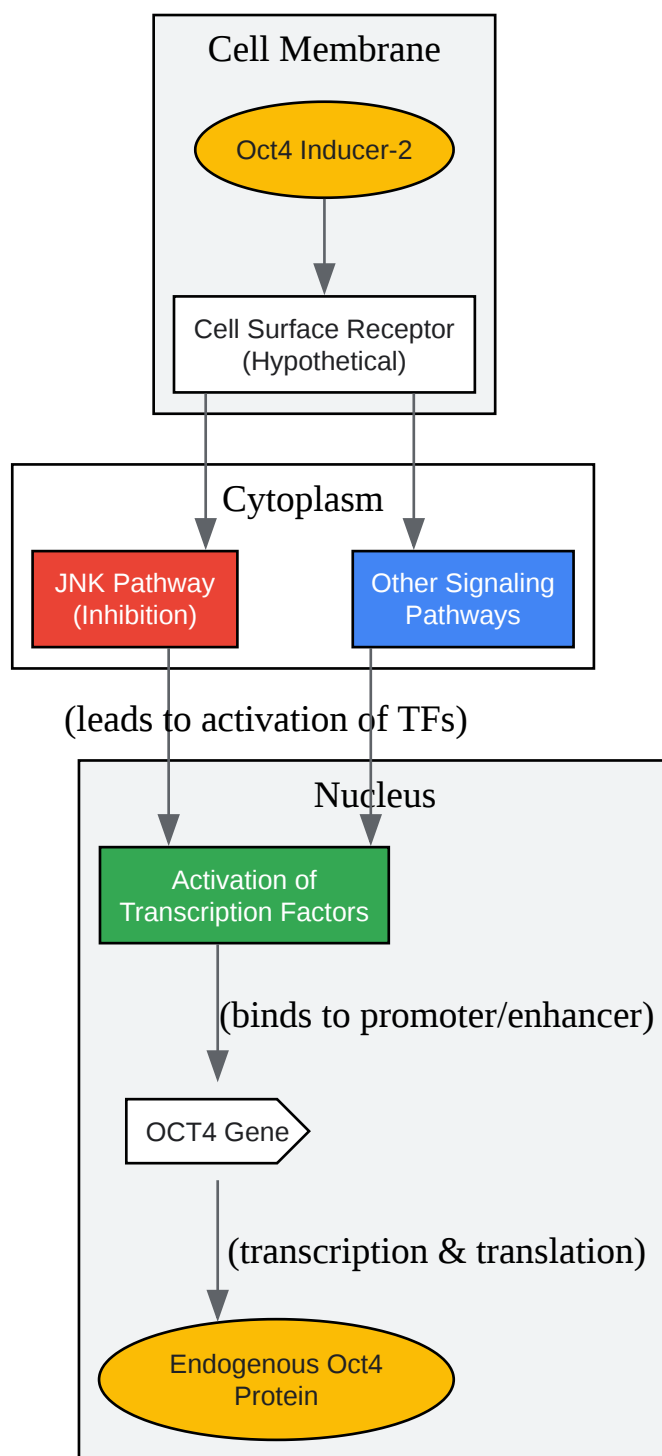 Cell Membrane
Oct4 Inducer-2
Cell Surface Receptor
(Hypothetical)
Cytoplasm
JNK Pathway
(Inhibition)
Other Signaling
Pathways
(leads to activation of TFs)
Nucleus
Activation of
Transcription Factors
(binds to promoter/enhancer)
OCT4 Gene
(transcription & translation)
Endogenous Oct4
Protein